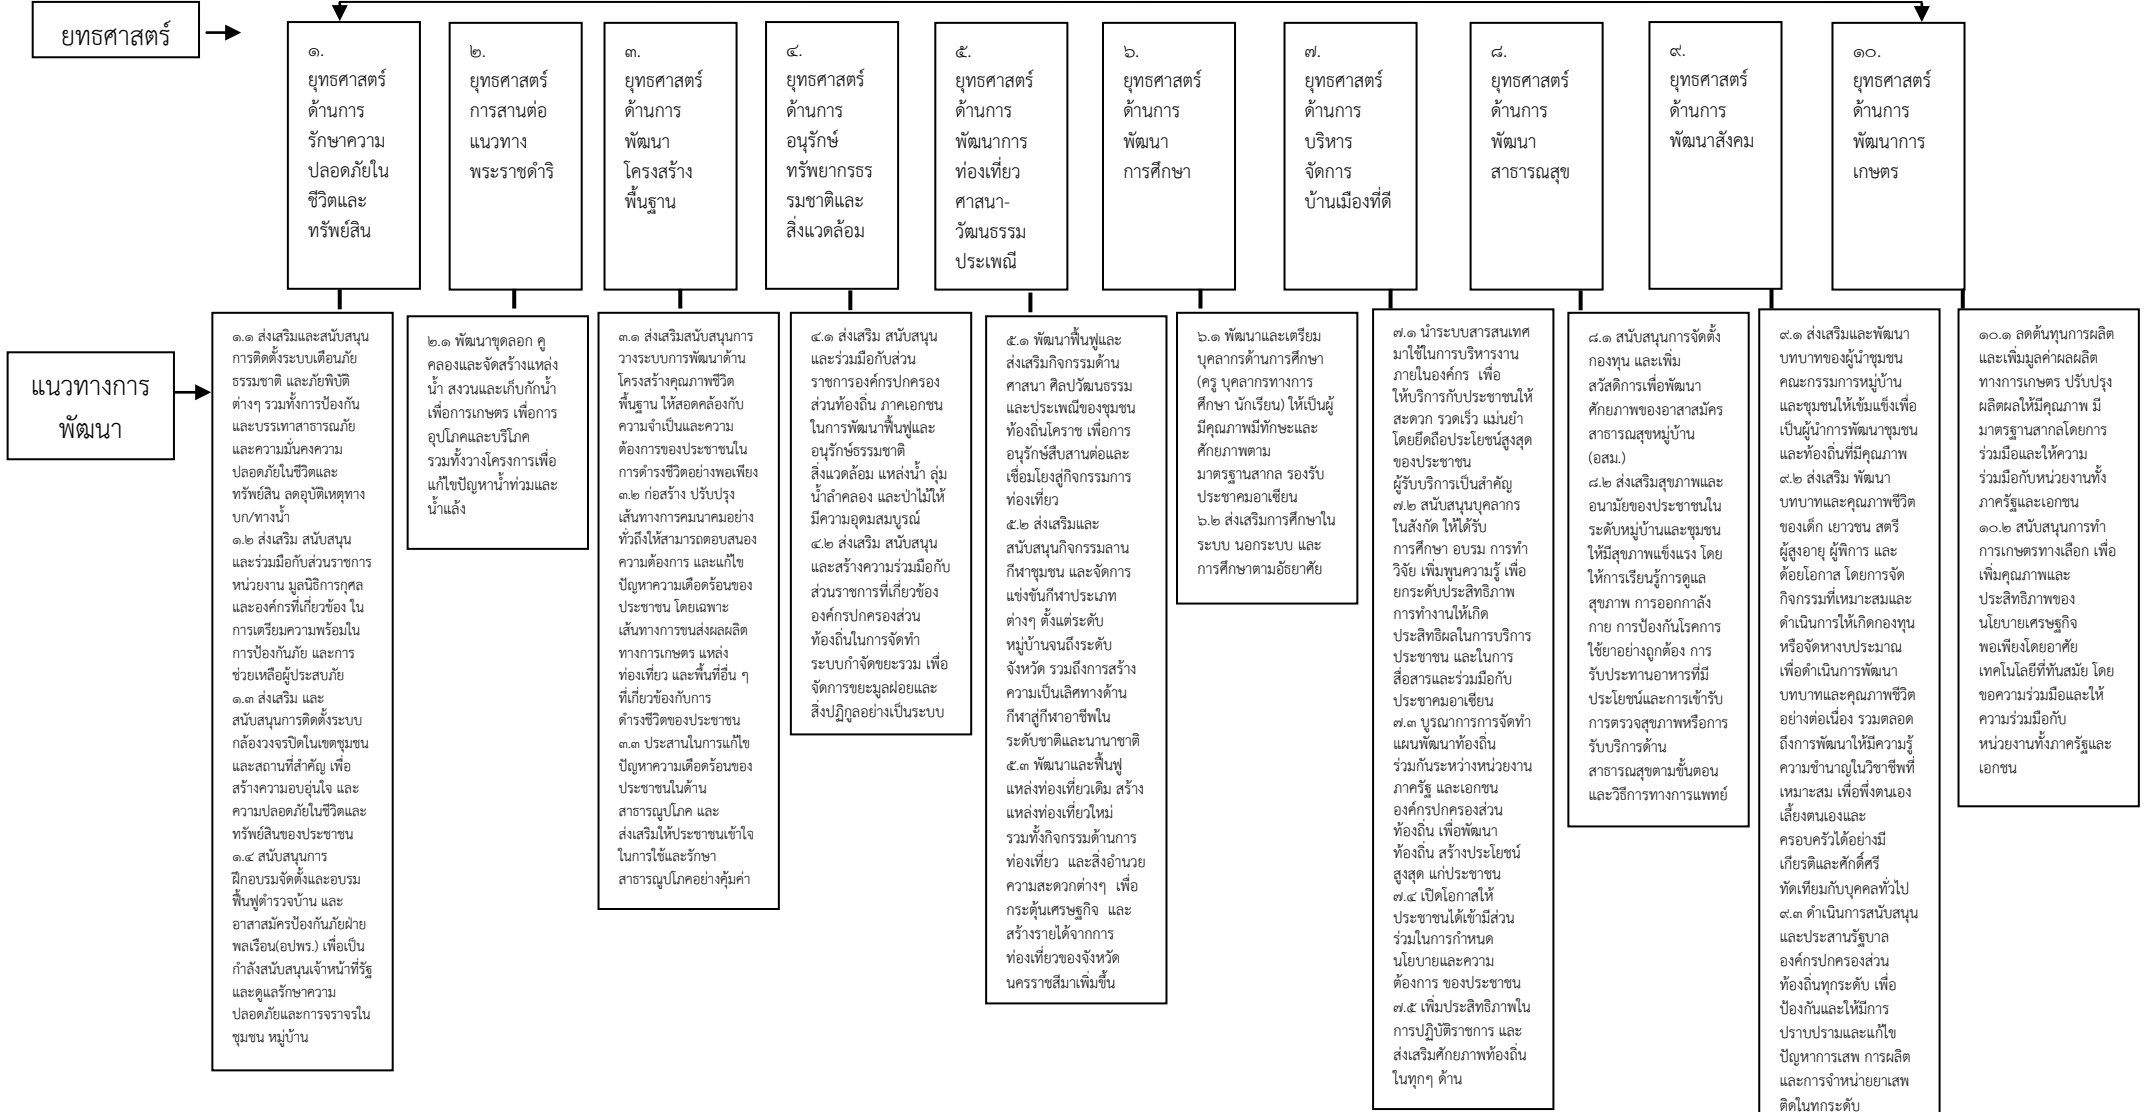 ยทธศาสตร์
๑.
ยุทธศาสตร์
ด้านการ
รักษาความ
ปลอดภัยใน
ชีวิตและ
ทรัพย์สิน
๒.
ยุทธศาสตร์
การสานต่อ
แนวทาง
พระราชดำริ
๓.
ยุทธศาสตร์
ด้านการ
พัฒนา
โครงสร้าง
พื้นฐาน
๔.
ยุทธศาสตร์
ด้านการ
อนุรักษ์
ทรัพยากรธร
รมชาติและ
สิ่งแวดล้อม
๕.
ยุทธศาสตร์
ด้านการ
พัฒนาการ
ท่องเที่ยว
ศาสนา-
วัฒนธรรม
ประเพณี
๖.
ยุทธศาสตร์
ด้านการ
พัฒนา
การศึกษา
๗.
ยุทธศาสตร์
ด้านการ
บริหาร
จัดการ
บ้านเมืองที่ดี
๘.
ยุทธศาสตร์
ด้านการ
พัฒนา
สาธารณสุข
๙.
ยุทธศาสตร์
ด้านการ
พัฒนาสังคม
๑๐.
ยุทธศาสตร์
ด้านการ
พัฒนาการ
เกษตร
แนวทางการ
พัฒนา
๑.๑ ส่งเสริมและสนับสนุน
การติดตั้งระบบเตือนภัย
ธรรมชาติ และภัยพิบัติ
ต่างๆ รวมทั้งการป้องกัน
และบรรเทาสาธารณภัย
และความมั่นคงความ
ปลอดภัยในชีวิตและ
ทรัพย์สิน ลดอุบัติเหตุทาง
บก/ทางน้ำ
๑.๒ ส่งเสริม สนับสนุน
และร่วมมือกับส่วนราชการ
หน่วยงาน มูลนิธิการกุศล
และองค์กรที่เกี่ยวข้อง ใน
การเตรียมความพร้อมใน
การป้องกันภัย และการ
ช่วยเหลือผู้ประสบภัย
๑.๓ ส่งเสริม และ
สนับสนุนการติดตั้งระบบ
กล้องวงจรปิดในเขตชุมชน
และสถานที่สำคัญ เพื่อ
สร้างความอบอุ่นใจ และ
ความปลอดภัยในชีวิตและ
ทรัพย์สินของประชาชน
๑.๔ สนับสนุนการ
ฝึกอบรมจัดตั้งและอบรม
ฟื้นฟูตำรวจบ้าน และ
อาสาสมัครป้องกันภัยฝ่าย
พลเรือน(อปพร.) เพื่อเป็น
กำลังสนับสนุนเจ้าหน้าที่รัฐ
และดูแลรักษาความ
ปลอดภัยและการจราจรใน
ชุมชน หมู่บ้าน
๒.๑ พัฒนาขุดลอก คู
คลองและจัดสร้างแหล่ง
น้ำ สงวนและเก็บกักน้ำ
เพื่อการเกษตร เพื่อการ
อุปโภคและบริโภค
รวมทั้งวางโครงการเพื่อ
แก้ไขปัญหาน้ำท่วมและ
น้ำแล้ง
๓.๑ ส่งเสริมสนับสนุนการ
วางระบบการพัฒนาด้าน
โครงสร้างคุณภาพชีวิต
พื้นฐาน ให้สอดคล้องกับ
ความจำเป็นและความ
ต้องการของประชาชนใน
การดำรงชีวิตอย่างพอเพียง
๓.๒ ก่อสร้าง ปรับปรุง
เส้นทางการคมนาคมอย่าง
ทั่วถึงให้สามารถตอบสนอง
ความต้องการ และแก้ไข
ปัญหาความเดือดร้อนของ
ประชาชน โดยเฉพาะ
เส้นทางการขนส่งผลผลิต
ทางการเกษตร แหล่ง
ท่องเที่ยว และพื้นที่อื่น ๆ
ที่เกี่ยวข้องกับการ
ดำรงชีวิตของประชาชน
๓.๓ ประสานในการแก้ไข
ปัญหาความเดือดร้อนของ
ประชาชนในด้าน
สาธารณูปโภค และ
ส่งเสริมให้ประชาชนเข้าใจ
ในการใช้และรักษา
สาธารณูปโภคอย่างคุ้มค่า
๔.๑ ส่งเสริม สนับสนุน
และร่วมมือกับส่วน
ราชการองค์กรปกครอง
ส่วนท้องถิ่น ภาคเอกชน
ในการพัฒนาฟื้นฟูและ
อนุรักษ์ธรรมชาติ
สิ่งแวดล้อม แหล่งน้ำ ลุ่ม
น้ำลำคลอง และป่าไม้ให้
มีความอุดมสมบูรณ์
๔.๒ ส่งเสริม สนับสนุน
และสร้างความร่วมมือกับ
ส่วนราชการที่เกี่ยวข้อง
องค์กรปกครองส่วน
ท้องถิ่นในการจัดทำ
ระบบกำจัดขยะรวม เพื่อ
จัดการขยะมูลฝอยและ
สิ่งปฏิกูลอย่างเป็นระบบ
๕.๑ พัฒนาฟื้นฟูและ
ส่งเสริมกิจกรรมด้าน
ศาสนา ศิลปวัฒนธรรม
และประเพณีของชุมชน
ท้องถิ่นโคราช เพื่อการ
อนุรักษ์สืบสานต่อและ
เชื่อมโยงสู่กิจกรรมการ
ท่องเที่ยว
๕.๒ ส่งเสริมและ
สนับสนุนกิจกรรมลาน
กีฬาชุมชน และจัดการ
แข่งขันกีฬาประเภท
ต่างๆ ตั้งแต่ระดับ
หมู่บ้านจนถึงระดับ
จังหวัด รวมถึงการสร้าง
ความเป็นเลิศทางด้าน
กีฬาสู่กีฬาอาชีพใน
ระดับชาติและนานาชาติ
๕.๓ พัฒนาและฟื้นฟู
แหล่งท่องเที่ยวเดิม สร้าง
แหล่งท่องเที่ยวใหม่
รวมทั้งกิจกรรมด้านการ
ท่องเที่ยว และสิ่งอำนวย
ความสะดวกต่างๆ เพื่อ
กระตุ้นเศรษฐกิจ และ
สร้างรายได้จากการ
ท่องเที่ยวของจังหวัด
นครราชสีมาเพิ่มขึ้น
๖.๑ พัฒนาและเตรียม
บุคลากรด้านการศึกษา
(ครู บุคลากรทางการ
ศึกษา นักเรียน) ให้เป็นผู้
มีคุณภาพมีทักษะและ
ศักยภาพตาม
มาตรฐานสากล รองรับ
ประชาคมอาเซียน
๖.๒ ส่งเสริมการศึกษาใน
ระบบ นอกระบบ และ
การศึกษาตามอัธยาศัย
๗.๑ นำระบบสารสนเทศ
มาใช้ในการบริหารงาน
ภายในองค์กร เพื่อ
ให้บริการกับประชาชนให้
สะดวก รวดเร็ว แม่นยำ
โดยยึดถือประโยชน์สูงสุด
ของประชาชน
ผู้รับบริการเป็นสำคัญ
๗.๒ สนับสนุนบุคลากร
ในสังกัด ให้ได้รับ
การศึกษา อบรม การทำ
วิจัย เพิ่มพูนความรู้ เพื่อ
ยกระดับประสิทธิภาพ
การทำงานให้เกิด
ประสิทธิผลในการบริการ
ประชาชน และในการ
สื่อสารและร่วมมือกับ
ประชาคมอาเซียน
๗.๓ บูรณาการการจัดทำ
แผนพัฒนาท้องถิ่น
ร่วมกันระหว่างหน่วยงาน
ภาครัฐ และเอกชน
องค์กรปกครองส่วน
ท้องถิ่น เพื่อพัฒนา
ท้องถิ่น สร้างประโยชน์
สูงสุด แก่ประชาชน
๗.๔ เปิดโอกาสให้
ประชาชนได้เข้ามีส่วน
ร่วมในการกำหนด
นโยบายและความ
ต้องการ ของประชาชน
๗.๕ เพิ่มประสิทธิภาพใน
การปฏิบัติราชการ และ
ส่งเสริมศักยภาพท้องถิ่น
ในทุกๆ ด้าน
๘.๑ สนับสนุนการจัดตั้ง
กองทุน และเพิ่ม
สวัสดิการเพื่อพัฒนา
ศักยภาพของอาสาสมัคร
สาธารณสุขหมู่บ้าน
(อสม.)
๘.๒ ส่งเสริมสุขภาพและ
อนามัยของประชาชนใน
ระดับหมู่บ้านและชุมชน
ให้มีสุขภาพแข็งแรง โดย
ให้การเรียนรู้การดูแล
สุขภาพ การออกกาลัง
กาย การป้องกันโรคการ
ใช้ยาอย่างถูกต้อง การ
รับประทานอาหารที่มี
ประโยชน์และการเข้ารับ
การตรวจสุขภาพหรือการ
รับบริการด้าน
สาธารณสุขตามขั้นตอน
และวิธีการทางการแพทย์
๙.๑ ส่งเสริมและพัฒนา
บทบาทของผู้นำชุมชน
คณะกรรมการหมู่บ้าน
และชุมชนให้เข้มแข็งเพื่อ
เป็นผู้นำการพัฒนาชุมชน
และท้องถิ่นที่มีคุณภาพ
๙.๒ ส่งเสริม พัฒนา
บทบาทและคุณภาพชีวิต
ของเด็ก เยาวชน สตรี
ผู้สูงอายุ ผู้พิการ และ
ด้อยโอกาส โดยการจัด
กิจกรรมที่เหมาะสมและ
ดำเนินการให้เกิดกองทุน
หรือจัดหางบประมาณ
เพื่อดำเนินการพัฒนา
บทบาทและคุณภาพชีวิต
อย่างต่อเนื่อง รวมตลอด
ถึงการพัฒนาให้มีความรู้
ความชำนาญในวิชาชีพที่
เหมาะสม เพื่อพึ่งตนเอง
เลี้ยงตนเองและ
ครอบครัวได้อย่างมี
เกียรติและศักดิ์ศรี
ทัดเทียมกับบุคคลทั่วไป
๙.๓ ดำเนินการสนับสนุน
และประสานรัฐบาล
องค์กรปกครองส่วน
ท้องถิ่นทุกระดับ เพื่อ
ป้องกันและให้มีการ
ปราบปรามและแก้ไข
ปัญหาการเสพ การผลิต
และการจำหน่ายยาเสพ
ติดในทุกระดับ
๑๐.๑ ลดต้นทุนการผลิต
และเพิ่มมูลค่าผลผลิต
ทางการเกษตร ปรับปรุง
ผลิตผลให้มีคุณภาพ มี
มาตรฐานสากลโดยการ
ร่วมมือและให้ความ
ร่วมมือกับหน่วยงานทั้ง
ภาครัฐและเอกชน
๑๐.๒ สนับสนุนการทำ
การเกษตรทางเลือก เพื่อ
เพิ่มคุณภาพและ
ประสิทธิภาพของ
นโยบายเศรษฐกิจ
พอเพียงโดยอาศัย
เทคโนโลยีที่ทันสมัย โดย
ขอความร่วมมือและให้
ความร่วมมือกับ
หน่วยงานทั้งภาครัฐและ
เอกชน